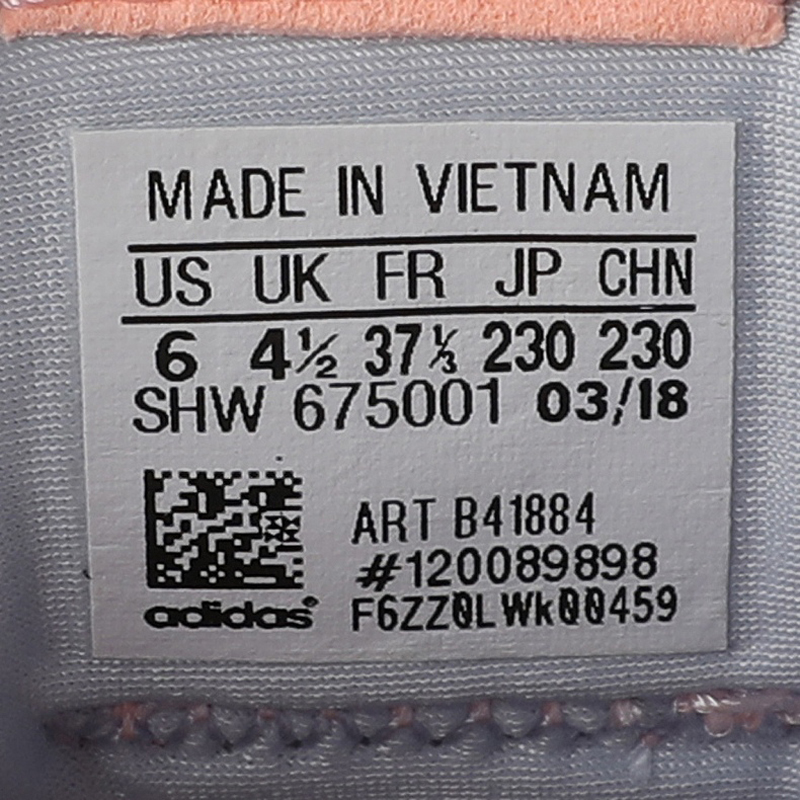 MADE IN VIETNAM
US UK FR JP CHN
6 4½ 37⅓ 230 230
SHW 675001 03/18
ART B41884
#120089898
adidas® F6ZZ0LWk00459